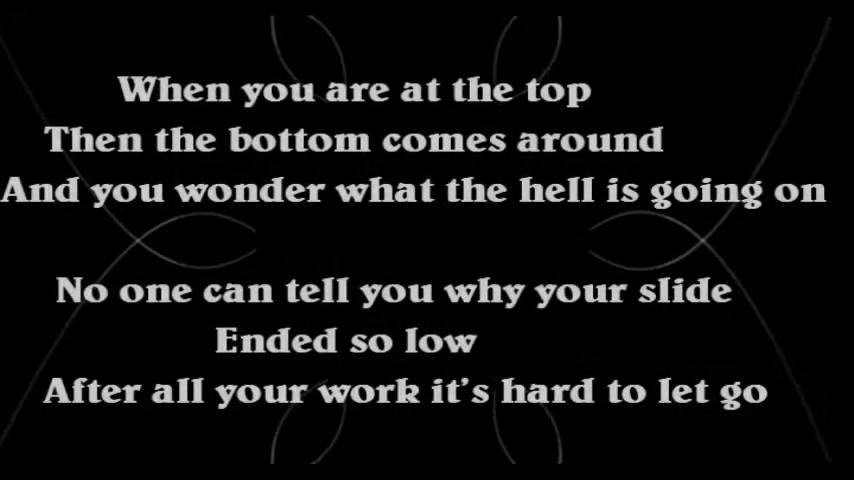 When you are at the top
Then the bottom comes around
And you wonder what the hell is going on
No one can tell you why your slide
Ended so low
After all your work it's hard to let go